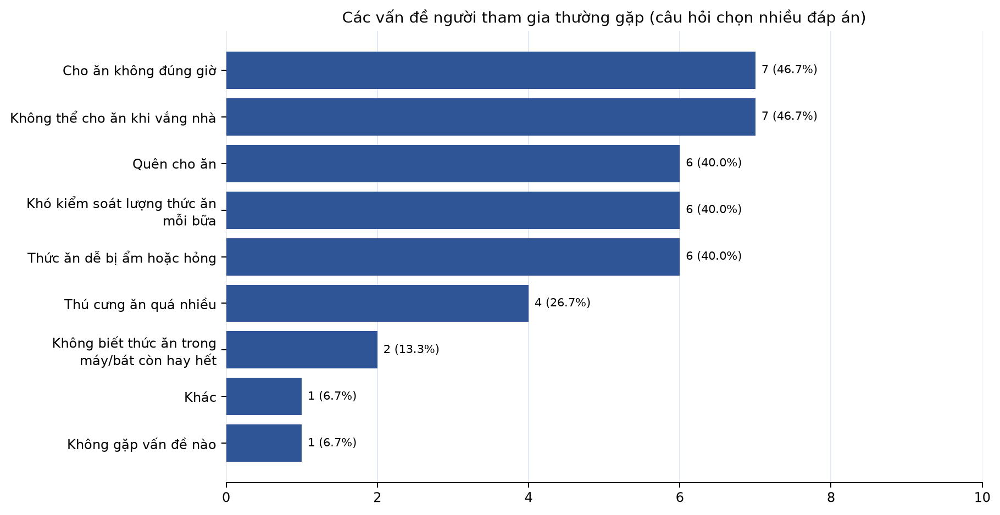 Các vấn đề người tham gia thường gặp (câu hỏi chọn nhiều đáp án)
Cho ăn không đúng giờ
7 (46.7%)
Không thể cho ăn khi vắng nhà
7 (46.7%)
Quên cho ăn
6 (40.0%)
Khó kiểm soát lượng thức ăn
mỗi bữa
6 (40.0%)
Thức ăn dễ bị ẩm hoặc hỏng
6 (40.0%)
Thú cưng ăn quá nhiều
4 (26.7%)
Không biết thức ăn trong
máy/bát còn hay hết
2 (13.3%)
Khác
1 (6.7%)
Không gặp vấn đề nào
1 (6.7%)
0 2 4 6 8 10